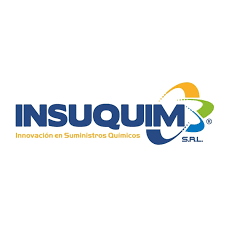 INSUQUIM®
Innovación en Suministros Químicos
S.R.L.